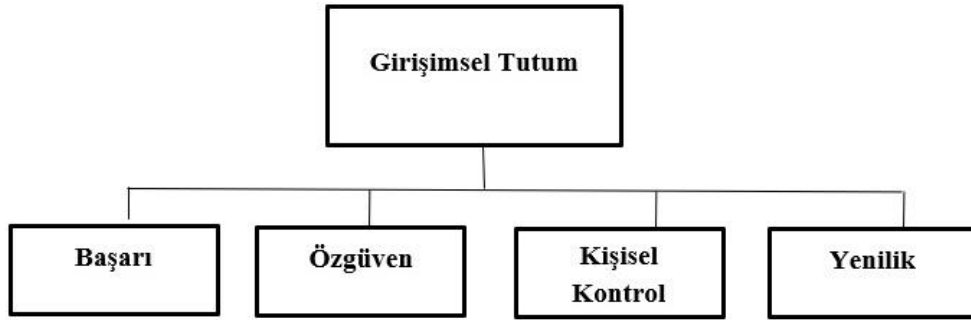 Girişimsel Tutum
Başarı
Özgüven
Kişisel
Kontrol
Yenilik